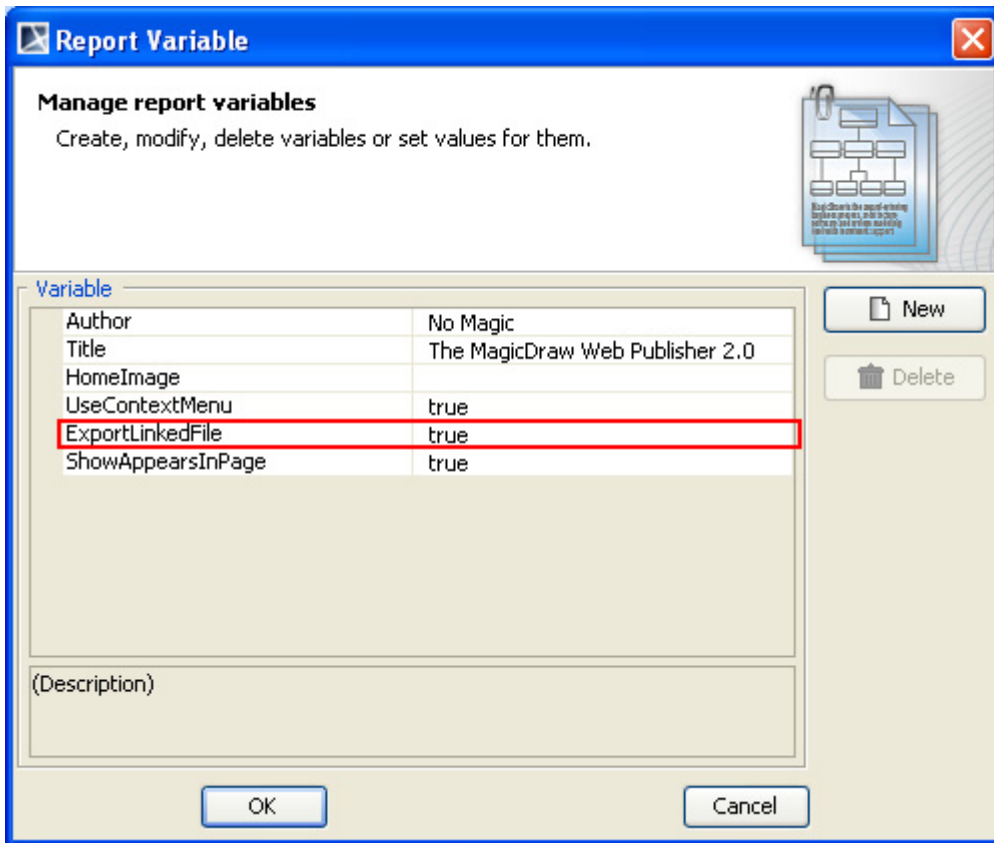 Report Variable
Manage report variables
Create, modify, delete variables or set values for them.
Variable
Author No Magic
Title The MagicDraw Web Publisher 2.0
HomeImage
UseContextMenu true
ExportLinkedFile true
ShowAppearsInPage true
New
Delete
(Description)
OK Cancel